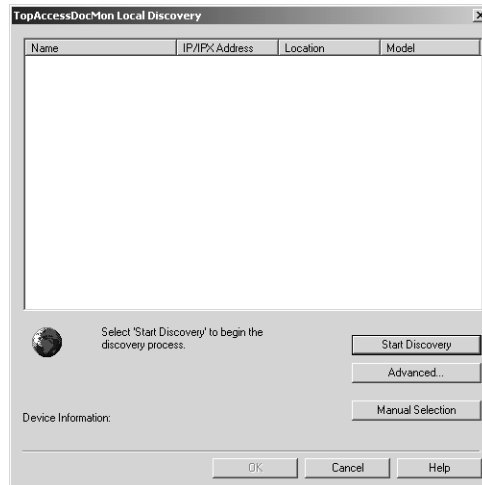 TopAccessDocMon Local Discovery
Name IP/IPX Address Location Model
Select 'Start Discovery' to begin the
discovery process.
Start Discovery
Advanced...
Manual Selection
Device Information:
OK Cancel Help